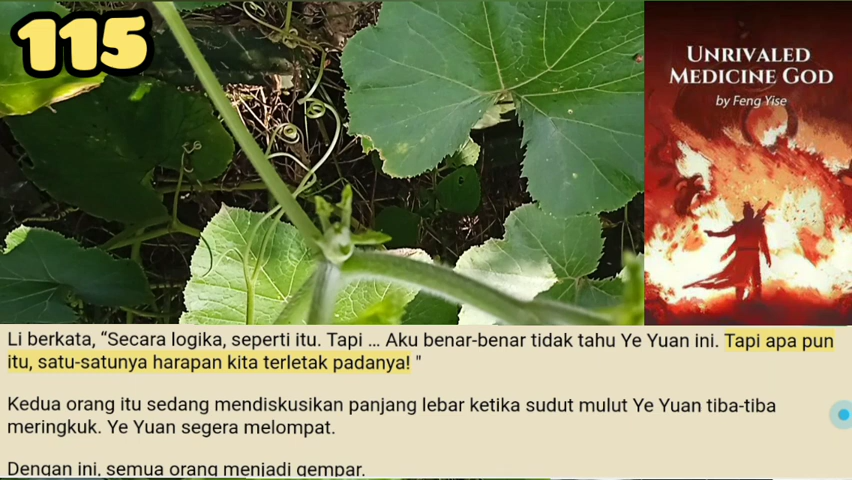 115
UNRIVALED
MEDICINE GOD
by Feng Yise
Li berkata, “Secara logika, seperti itu. Tapi ... Aku benar-benar tidak tahu Ye Yuan ini. Tapi apa pun
itu, satu-satunya harapan kita terletak padanya! "
Kedua orang itu sedang mendiskusikan panjang lebar ketika sudut mulut Ye Yuan tiba-tiba
meringkuk. Ye Yuan segera melompat.
Dengan ini, semua orang menjadi gempar.